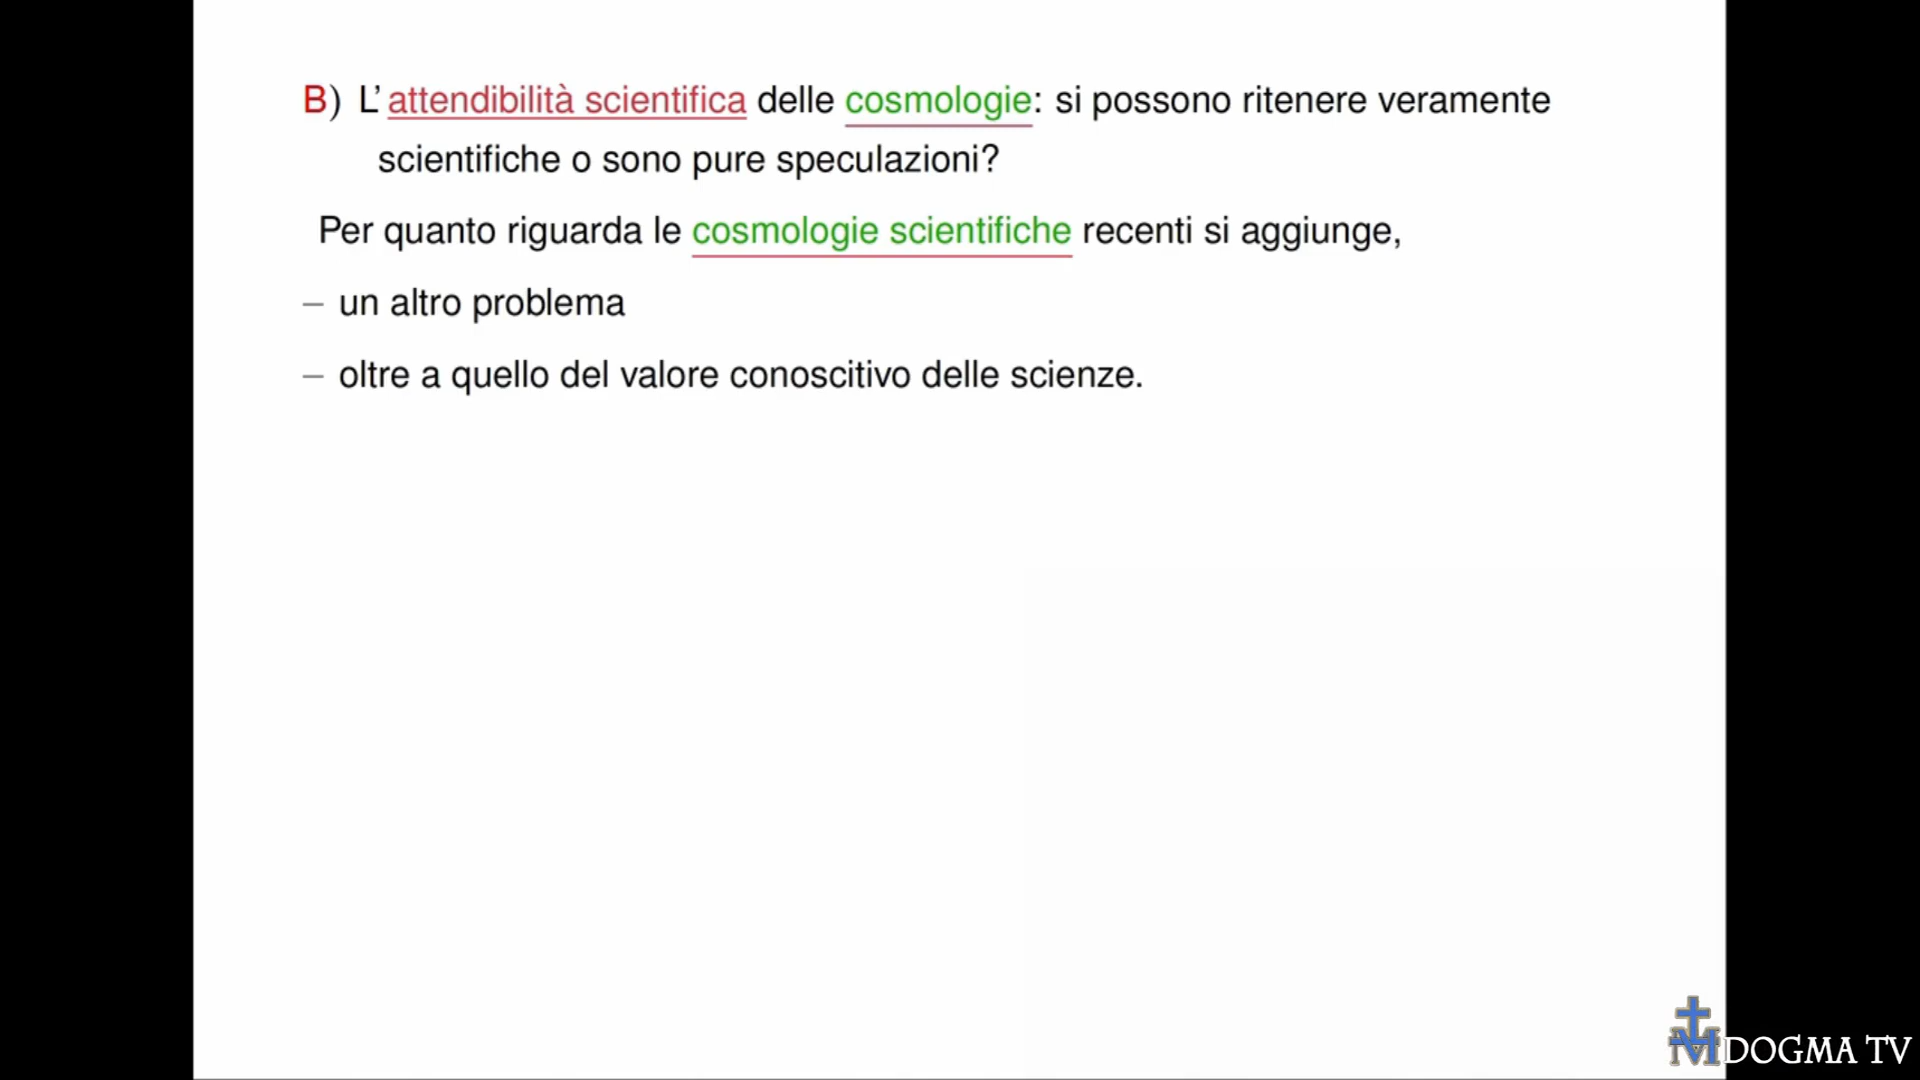 B) L’attendibilità scientifica delle cosmologie: si possono ritenere veramente
scientifiche o sono pure speculazioni?
Per quanto riguarda le cosmologie scientifiche recenti si aggiunge,
– un altro problema
– oltre a quello del valore conoscitivo delle scienze.
DOGMA TV